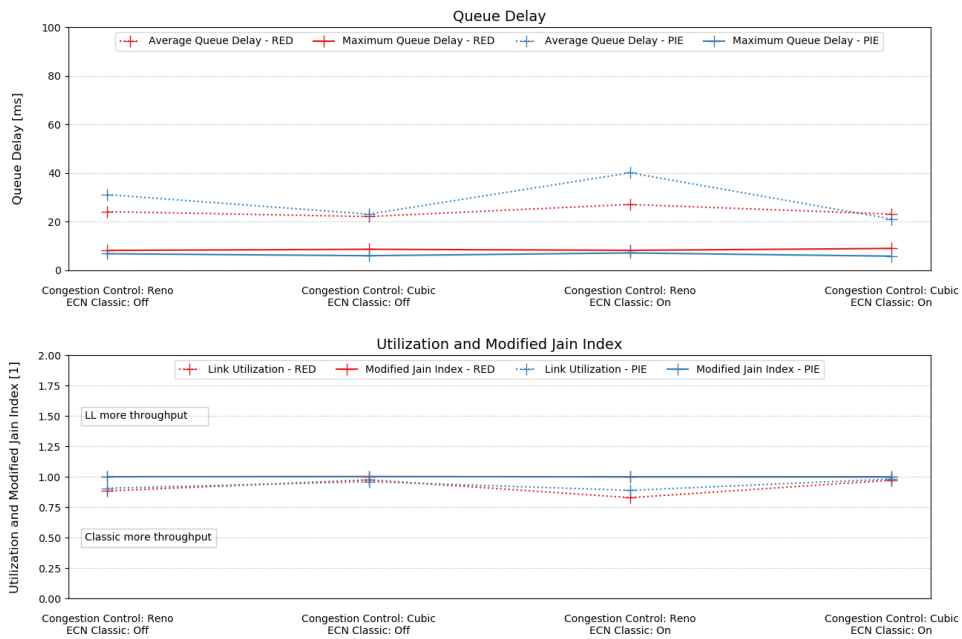 Queue Delay
Average Queue Delay - RED
Maximum Queue Delay - RED
Average Queue Delay - PIE
Maximum Queue Delay - PIE
Queue Delay [ms]
100
80
60
40
20
0
Congestion Control: Reno
ECN Classic: Off
Congestion Control: Cubic
ECN Classic: Off
Congestion Control: Reno
ECN Classic: On
Congestion Control: Cubic
ECN Classic: On
Utilization and Modified Jain Index
Link Utilization - RED
Modified Jain Index - RED
Link Utilization - PIE
Modified Jain Index - PIE
Utilization and Modified Jain Index [1]
2.00
1.75
1.50
1.25
1.00
0.75
0.50
0.25
0.00
LL more throughput
Classic more throughput
Congestion Control: Reno
ECN Classic: Off
Congestion Control: Cubic
ECN Classic: Off
Congestion Control: Reno
ECN Classic: On
Congestion Control: Cubic
ECN Classic: On